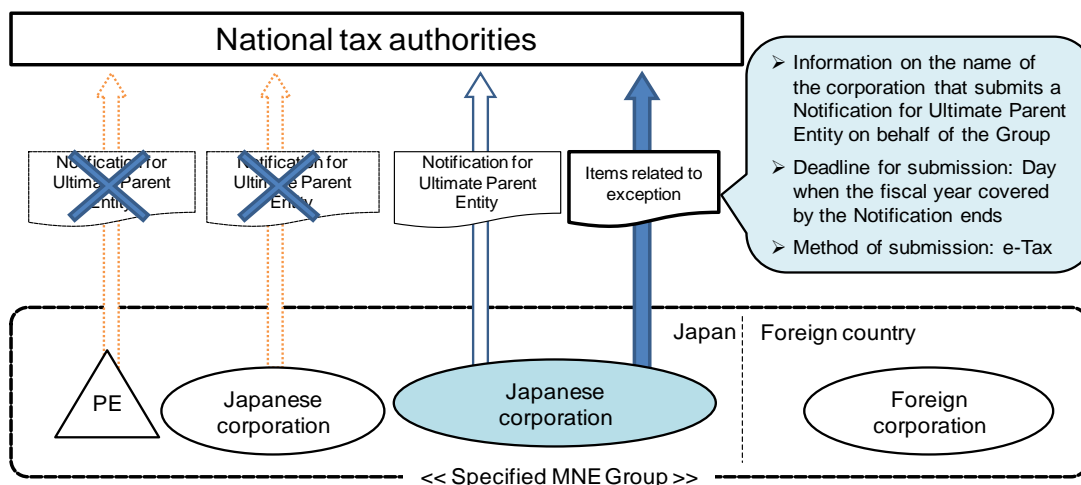 National tax authorities
➢ Information on the name of
the corporation that submits a
Notification for Ultimate Parent
Entity on behalf of the Group
➢ Deadline for submission: Day
when the fiscal year covered
by the Notification ends
➢ Method of submission: e-Tax
Notification for
Ultimate Parent
Entity
Notification for
Ultimate Parent
Entity
Notification for
Ultimate Parent
Entity
Items related to
exception
Japan
Foreign country
PE
Japanese
corporation
Japanese
corporation
Foreign
corporation
<< Specified MNE Group >>